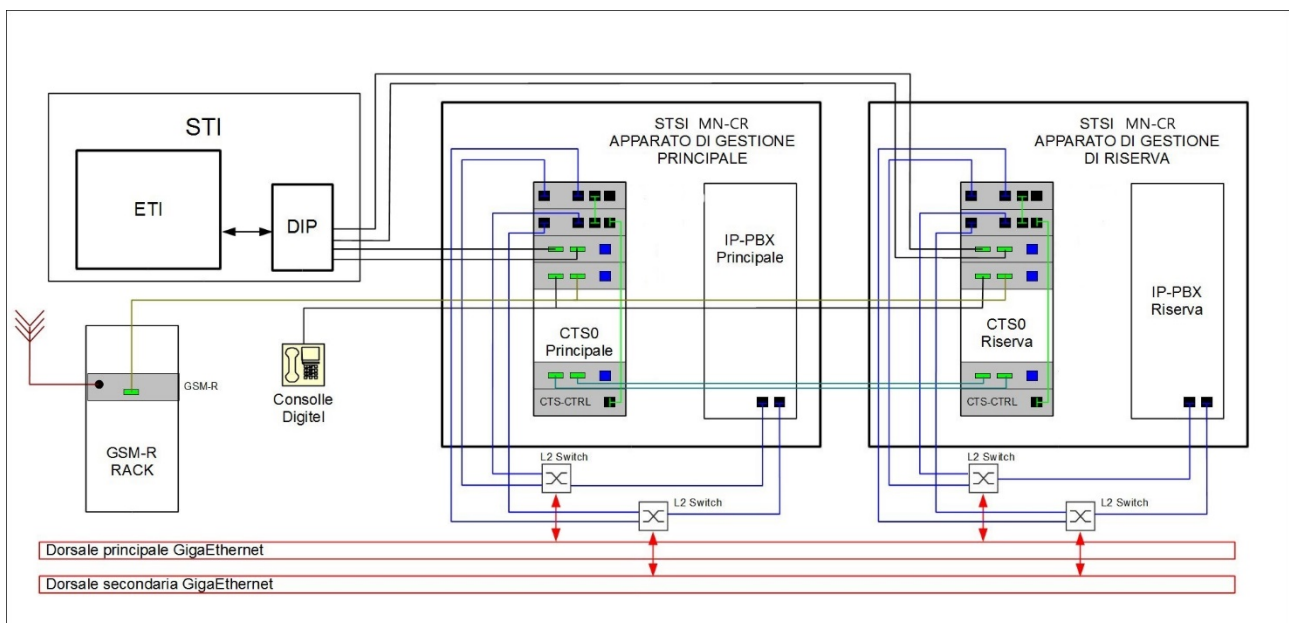 STI
ETI
DIP
STSI MN-CR
APPARATO DI GESTIONE
PRINCIPALE
IP-PBX
Principale
CTS0
Principale
CTS-CTRL
STSI MN-CR
APPARATO DI GESTIONE
DI RISERVA
IP-PBX
Riserva
CTS0
Riserva
CTS-CTRL
GSM-R
GSM-R
RACK
Consolle
Digitel
L2 Switch
L2 Switch
L2 Switch
L2 Switch
Dorsale principale GigaEthernet
Dorsale secondaria GigaEthernet